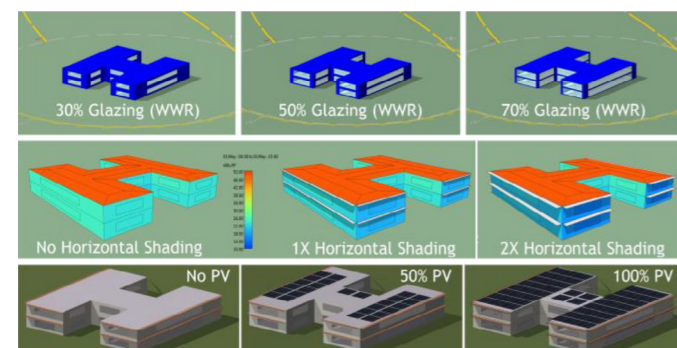 30% Glazing (WWR)
50% Glazing (WWR)
70% Glazing (WWR)
No Horizontal Shading
1X Horizontal Shading
2X Horizontal Shading
No PV
50% PV
100% PV